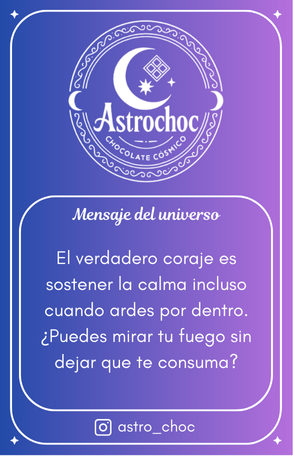 Astrochoc
CHOCOLATE CÓSMICO
Mensaje del universo
El verdadero coraje es
sostener la calma incluso
cuando ardes por dentro.
¿Puedes mirar tu fuego sin
dejar que te consuma?
astro_choc